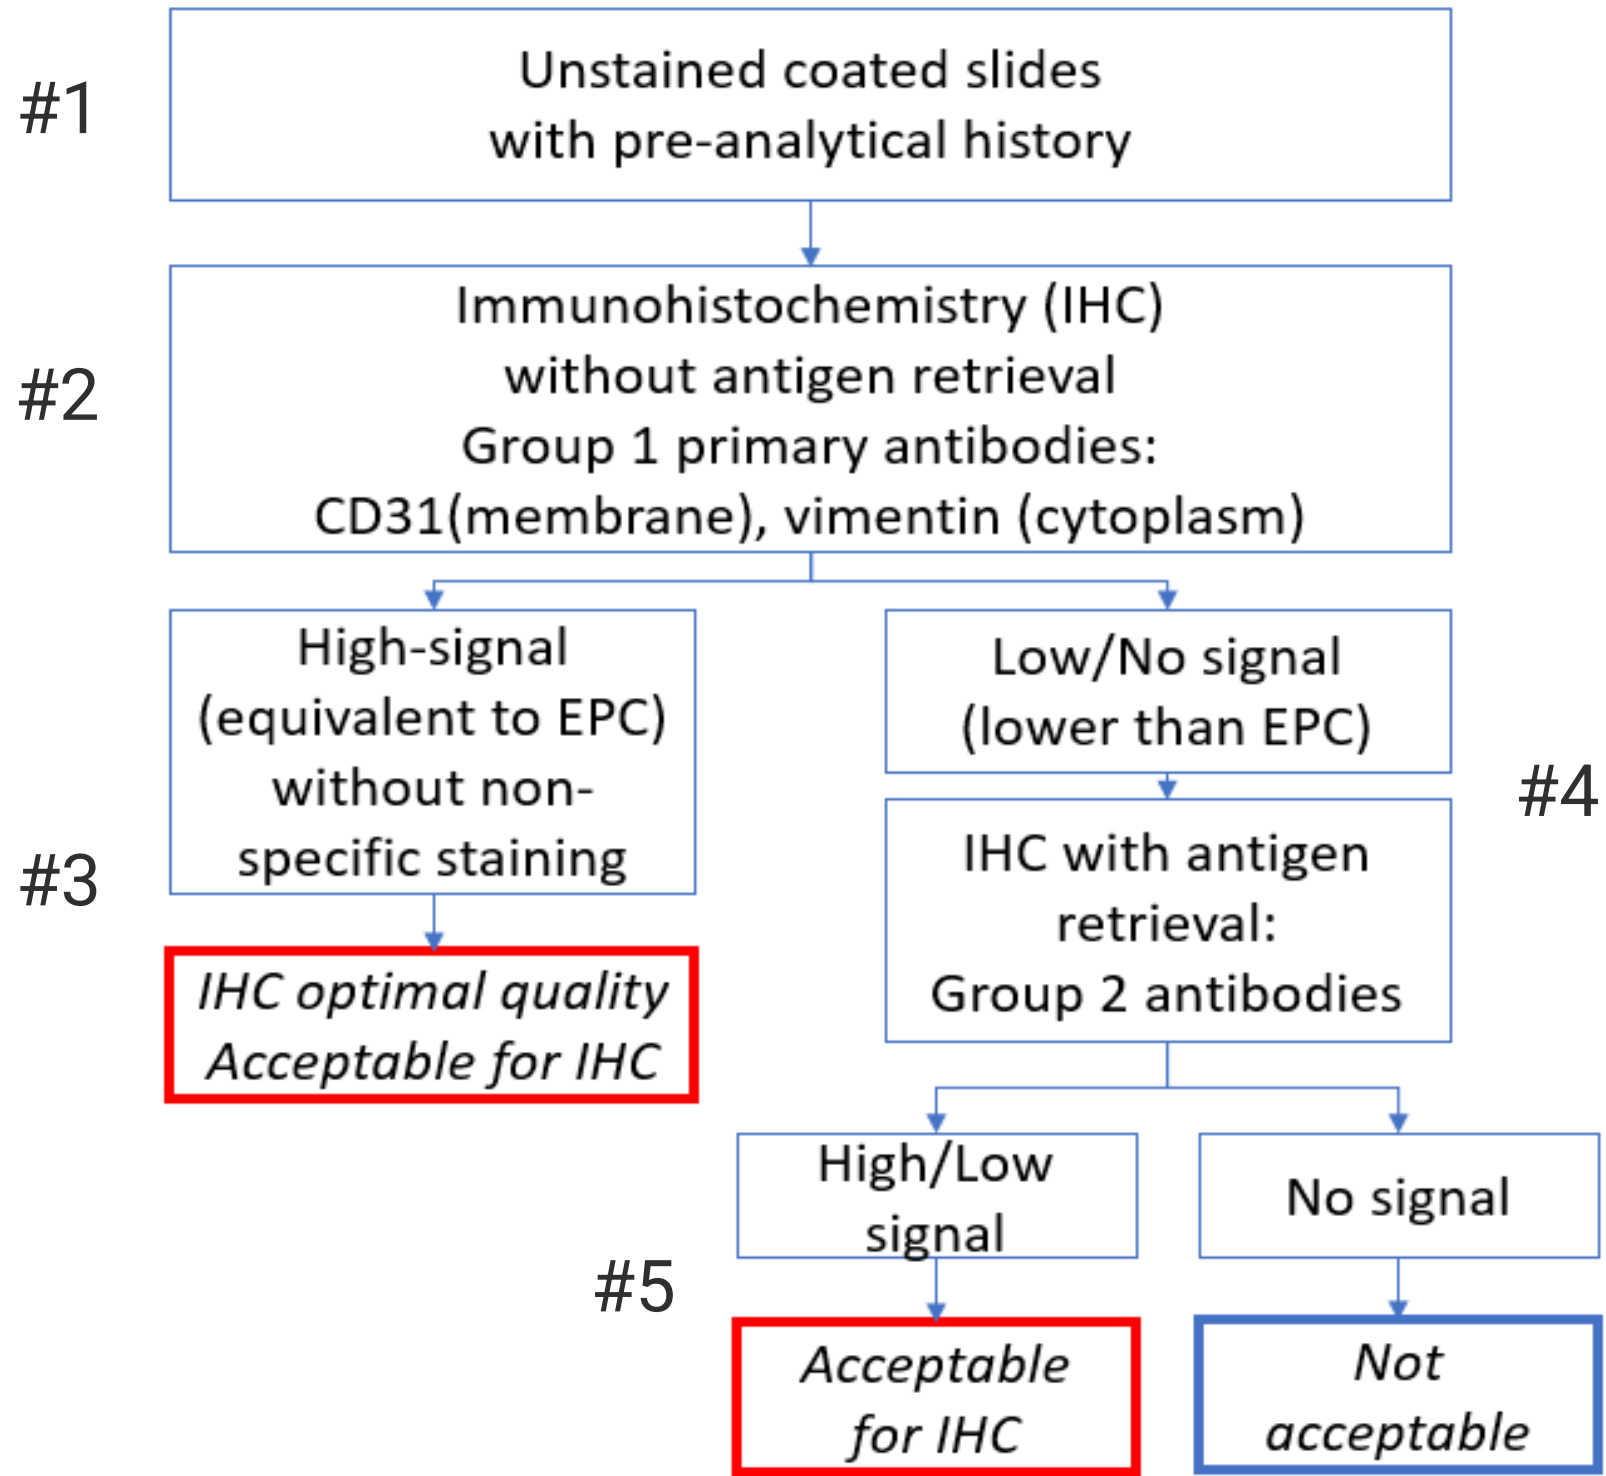 #1
Unstained coated slides
with pre-analytical history
#2
Immunohistochemistry (IHC)
without antigen retrieval
Group 1 primary antibodies:
CD31(membrane), vimentin (cytoplasm)
#3
High-signal
(equivalent to EPC)
without non-
specific staining
IHC optimal quality
Acceptable for IHC
#4
Low/No signal
(lower than EPC)
IHC with antigen
retrieval:
Group 2 antibodies
#5
High/Low
signal
Acceptable
for IHC
No signal
Not
acceptable